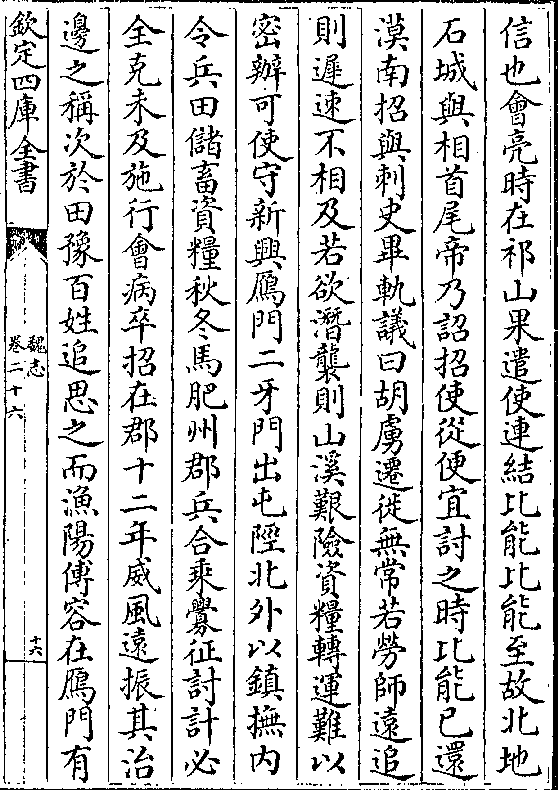 信也會亮時在祁山果遣使連結比能比能至故北地
石城與相首尾帝乃詔招使從便宜討之時比能已還
漠南招與刺史畢軌議曰胡虜遷徙無常若勞師遠追
則遲速不相及若欲潛襲則山溪艱險資糧轉運難以
密辦可使守新興鴈門二牙門出屯陘北外以鎮撫内
令兵田儲畜資糧秋冬馬肥州郡兵合乘釁征討計必
全克未及施行會病卒招在郡十二年威風遠振其治
邊之稱次於田豫百姓追思之而漁陽傅容在鴈門有
欽定四庫全書
魏志
卷二十六
十六